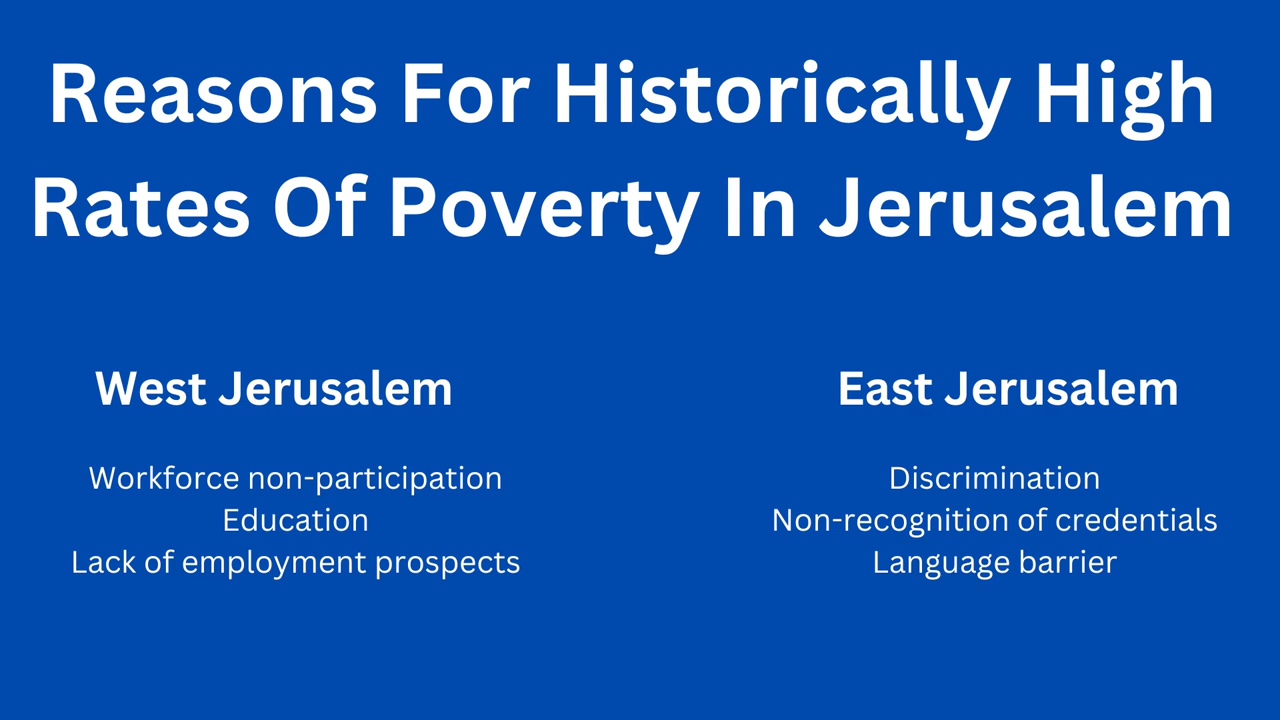 Reasons For Historically High
Rates Of Poverty In Jerusalem
West Jerusalem
Workforce non-participation
Education
Lack of employment prospects
East Jerusalem
Discrimination
Non-recognition of credentials
Language barrier